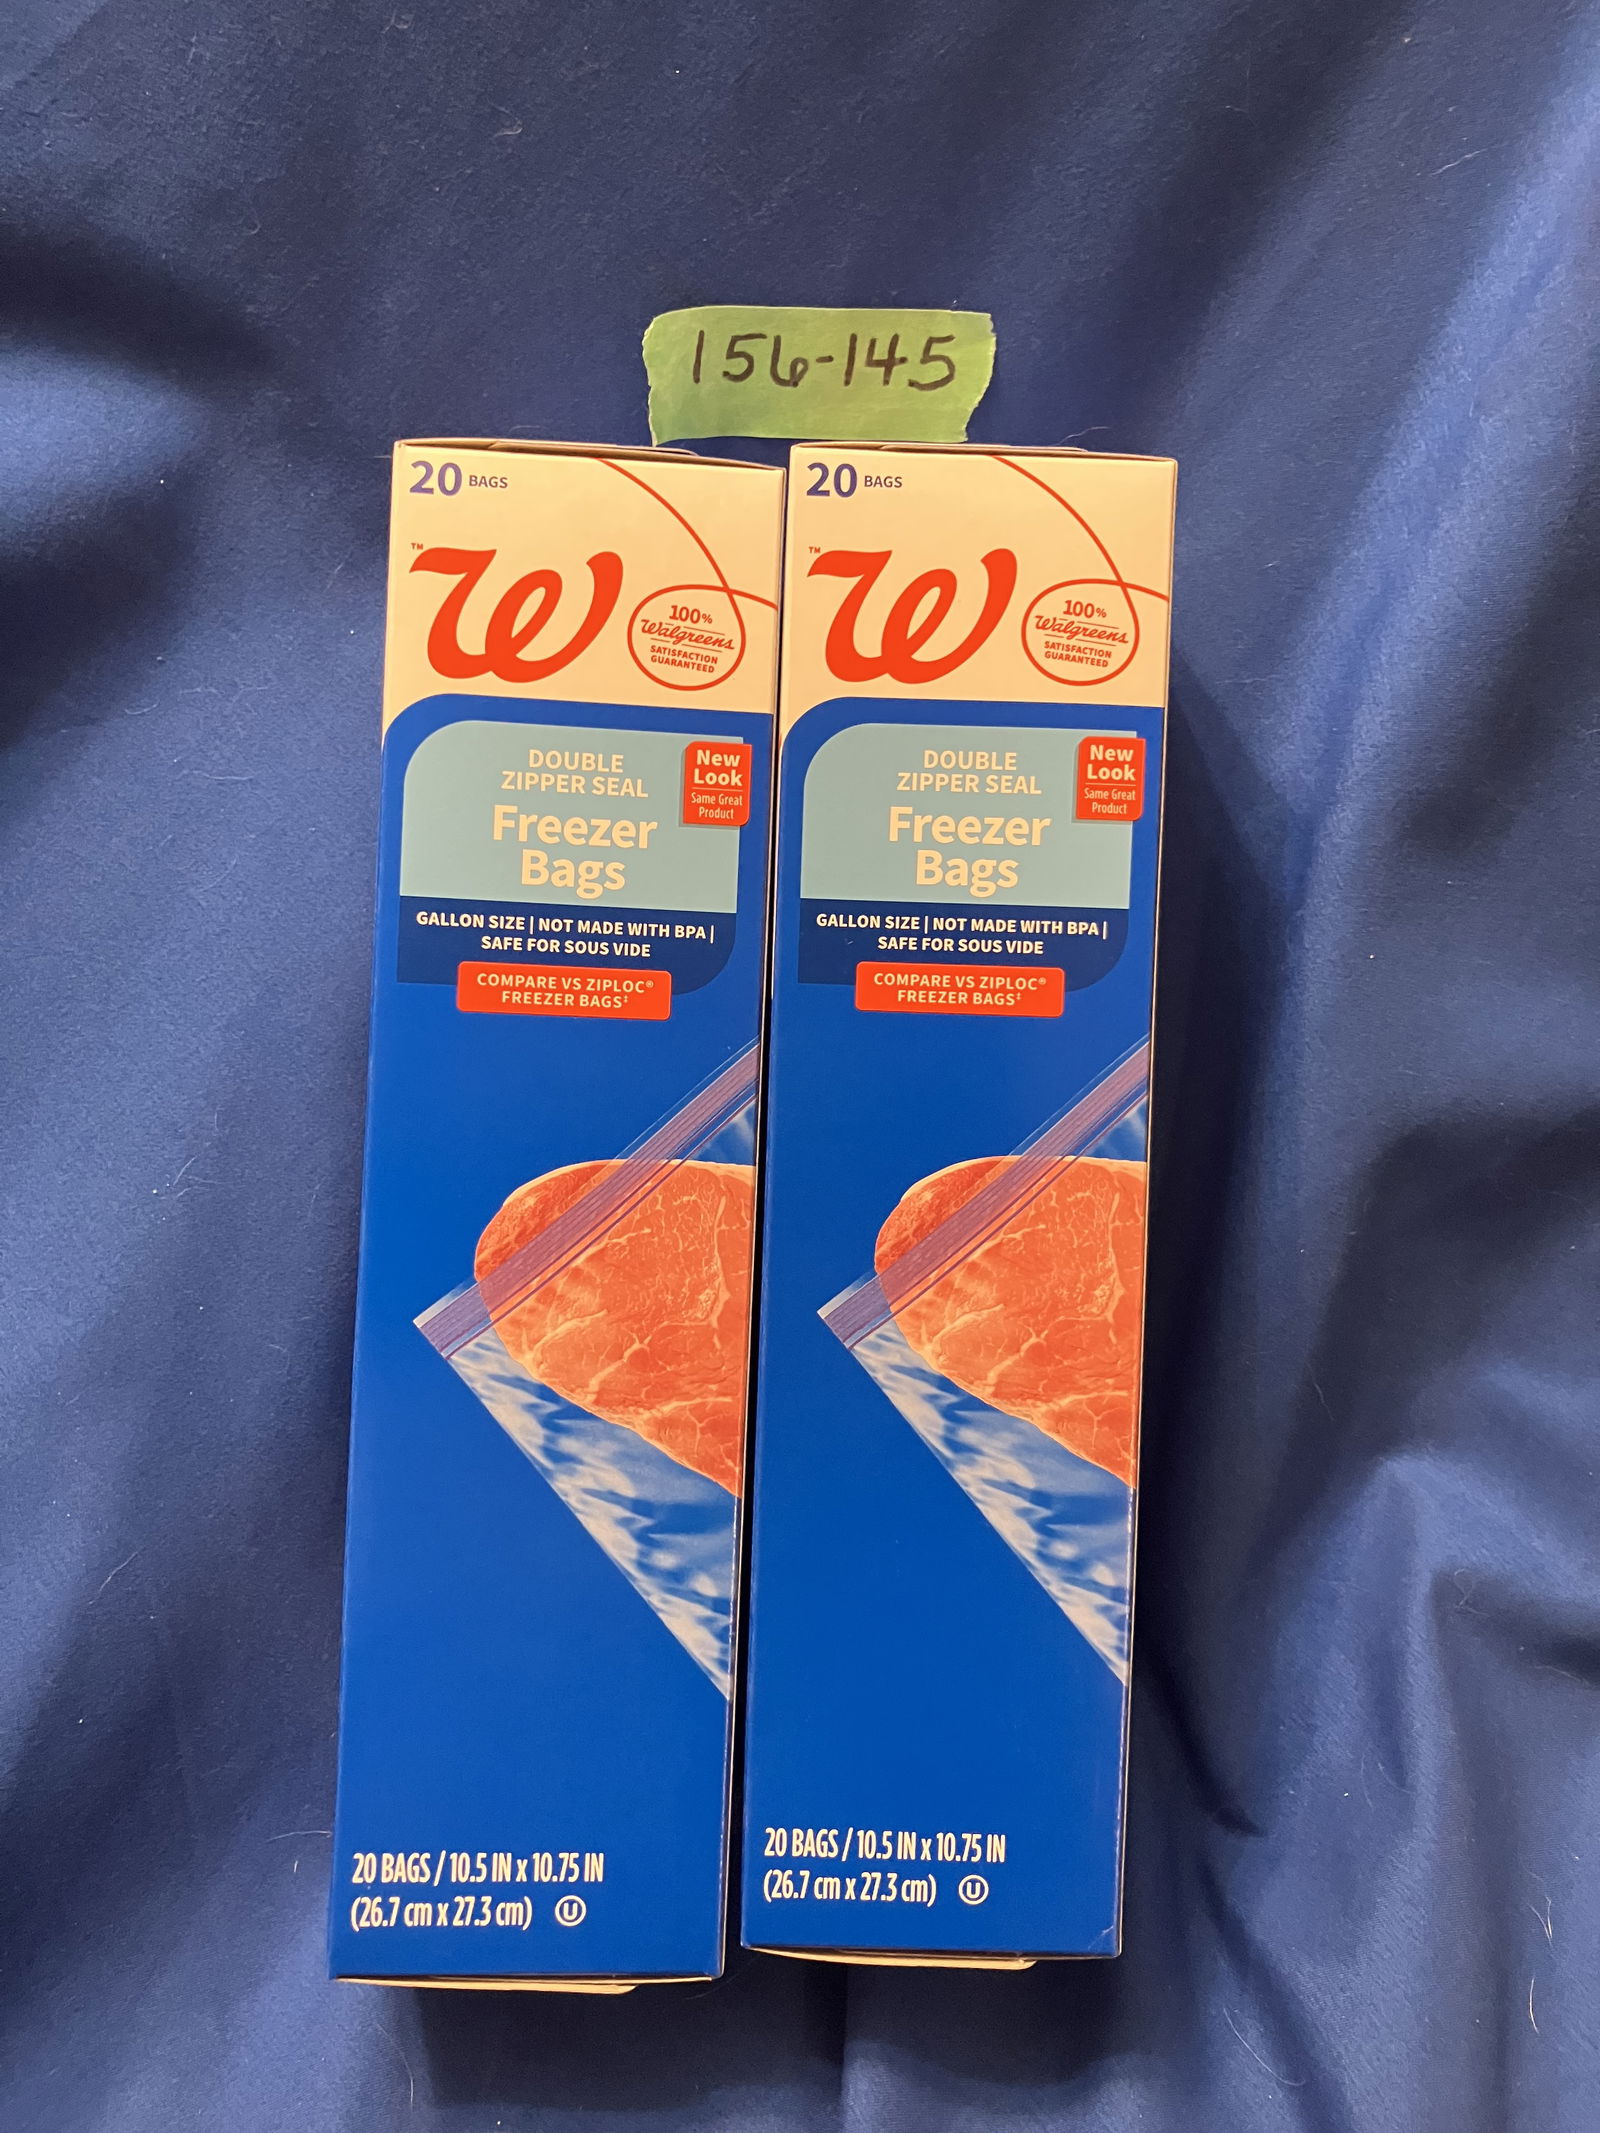 156-145
20 BAGS
™
W
100%
Walgreens
SATISFACTION
GUARANTEED
DOUBLE
ZIPPER SEAL
Freezer
Bags
New
Look
Same Great
Product
GALLON SIZE | NOT MADE WITH BPA |
SAFE FOR SOUS VIDE
COMPARE VS ZIPLOC®
FREEZER BAGS‡
20 BAGS / 10.5 IN x 10.75 IN
(26.7 cm x 27.3 cm) U
20 BAGS
™
W
100%
Walgreens
SATISFACTION
GUARANTEED
DOUBLE
ZIPPER SEAL
Freezer
Bags
New
Look
Same Great
Product
GALLON SIZE | NOT MADE WITH BPA |
SAFE FOR SOUS VIDE
COMPARE VS ZIPLOC®
FREEZER BAGS‡
20 BAGS / 10.5 IN x 10.75 IN
(26.7 cm x 27.3 cm) U